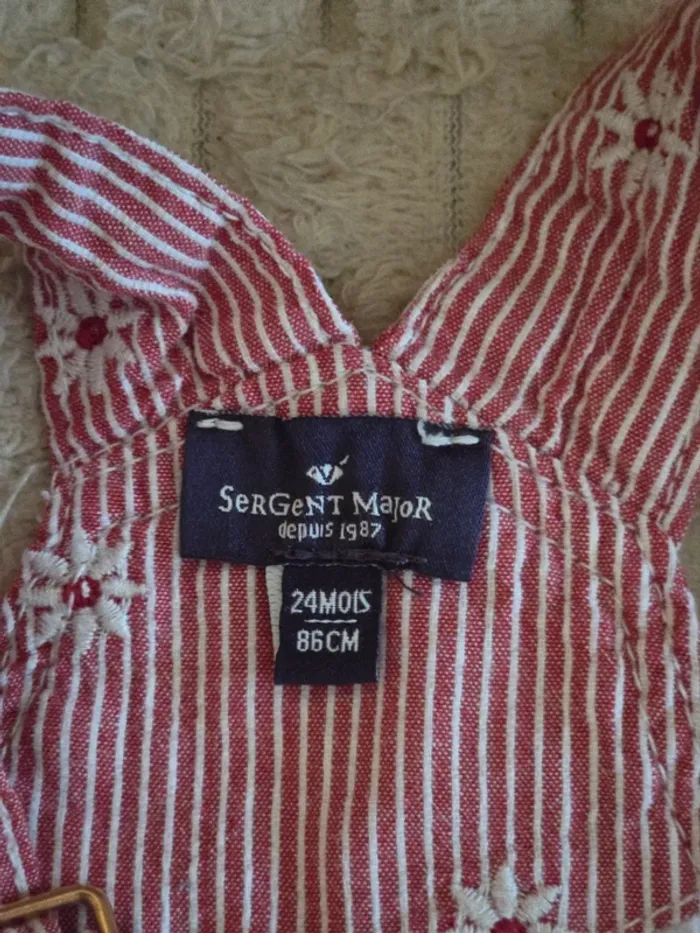 SerGent Major
depuis 1987
24MOIS
86CM